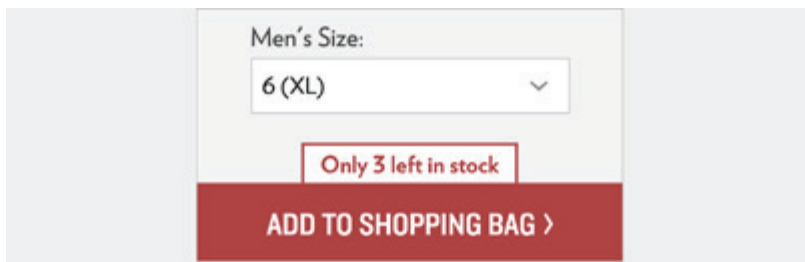 Men's Size:
6 (XL)
Only 3 left in stock
ADD TO SHOPPING BAG >